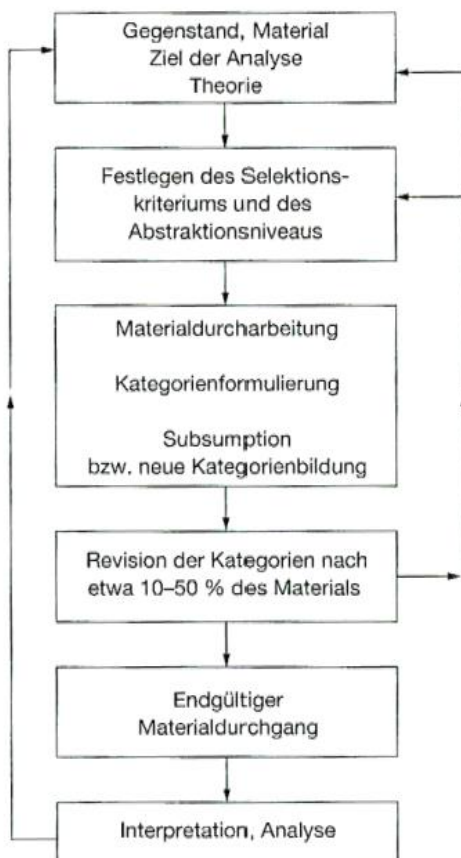 Gegenstand, Material
Ziel der Analyse
Theorie
Festlegen des Selektions-
kriteriums und des
Abstraktionsniveaus
Materialdurcharbeitung
Kategorienformulierung
Subsumption
bzw. neue Kategorienbildung
Revision der Kategorien nach
etwa 10–50 % des Materials
Endgültiger
Materialdurchgang
Interpretation, Analyse